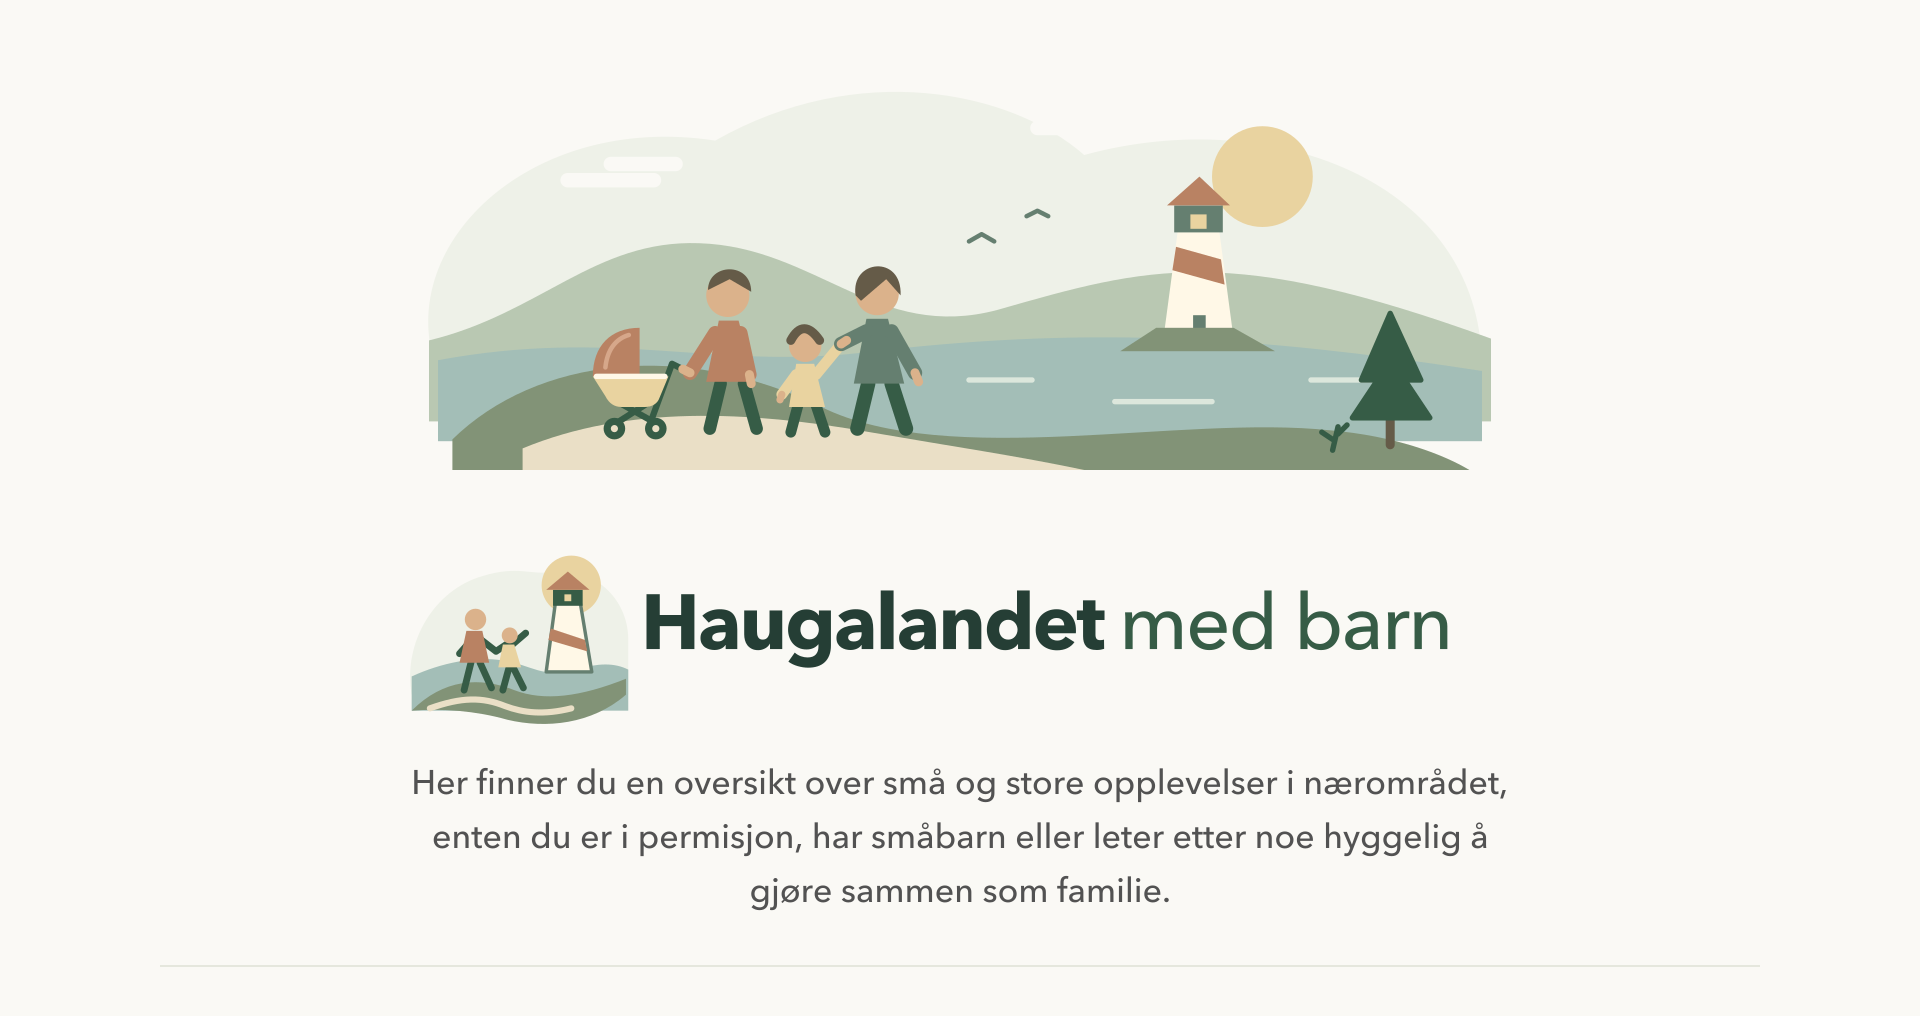 Haugalandet med barn
Her finner du en oversikt over små og store opplevelser i nærområdet,
enten du er i permisjon, har småbarn eller leter etter noe hyggelig å
gjøre sammen som familie.